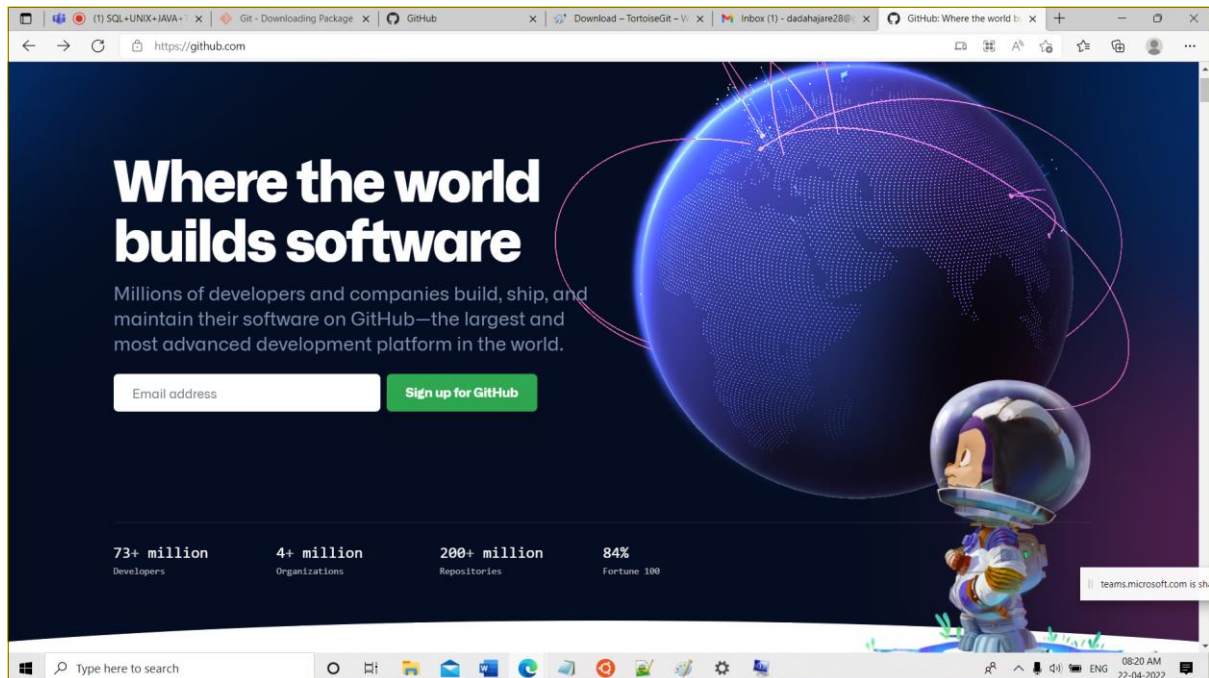 (1) SQL+UNIX+JAVA+T
Git - Downloading Package
GitHub
Download – TortoiseGit – W
Inbox (1) - dadahajare28@
GitHub: Where the world b
https://github.com
Where the world
builds software
Millions of developers and companies build, ship, and
maintain their software on GitHub—the largest and
most advanced development platform in the world.
Email address
Sign up for GitHub
73+ million
4+ million
200+ million
84%
Developers
Organizations
Repositories
Fortune 100
teams.microsoft.com is sha
Type here to search
ENG
08:20 AM
22-04-2022